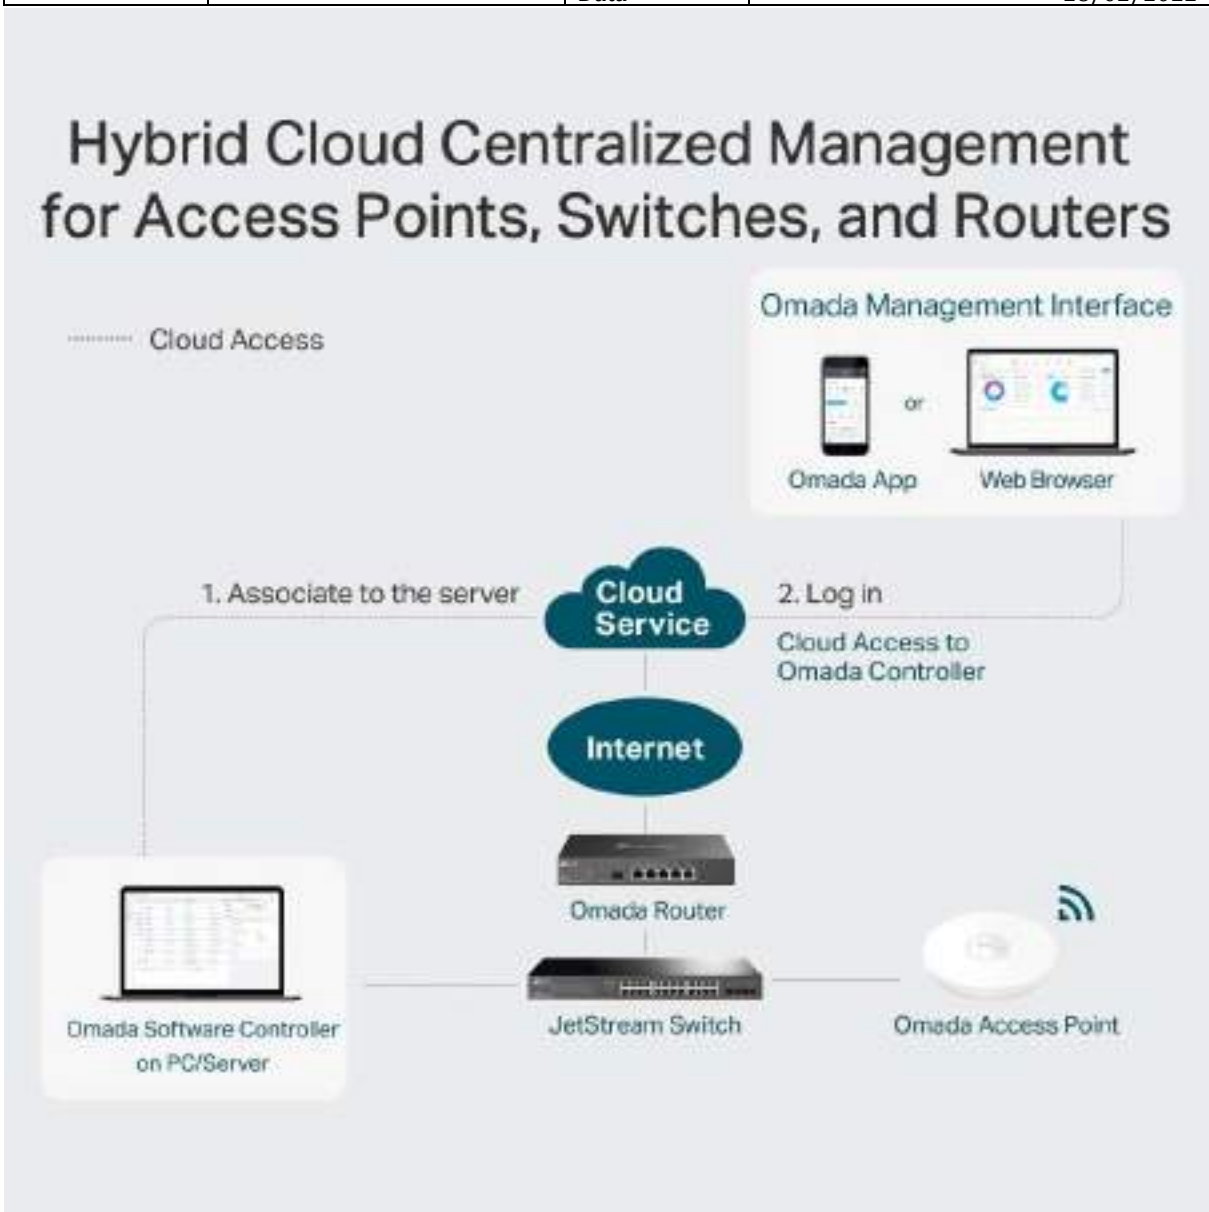 Hybrid Cloud Centralized Management
for Access Points, Switches, and Routers
Omada Management Interface
Cloud Access
or
Omada App
Web Browser
1. Associate to the server
Cloud
Service
2. Log in
Cloud Access to
Omada Controller
Internet
Omada Router
JetStream Switch
Omada Access Point
Omada Software Controller
on PC/Server